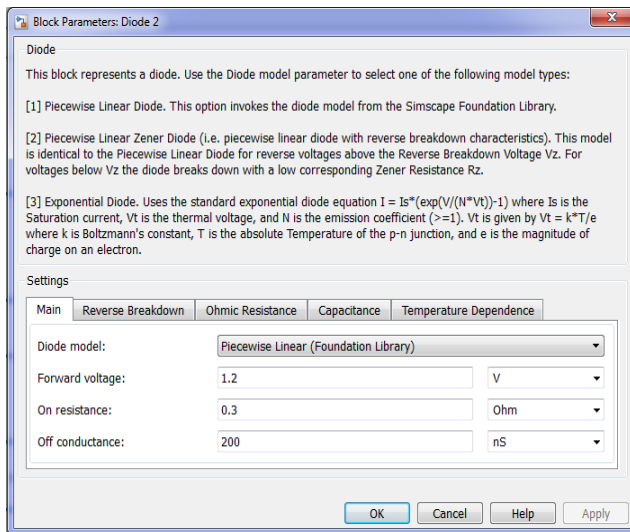 Block Parameters: Diode 2
Diode
This block represents a diode. Use the Diode model parameter to select one of the following model types:
[1] Piecewise Linear Diode. This option invokes the diode model from the Simscape Foundation Library.
[2] Piecewise Linear Zener Diode (i.e. piecewise linear diode with reverse breakdown characteristics). This model
is identical to the Piecewise Linear Diode for reverse voltages above the Reverse Breakdown Voltage Vz. For
voltages below Vz the diode breaks down with a low corresponding Zener Resistance Rz.
[3] Exponential Diode. Uses the standard exponential diode equation I = Is*(exp(V/(N*Vt))-1) where Is is the
Saturation current, Vt is the thermal voltage, and N is the emission coefficient (>=1). Vt is given by Vt = k*T/e
where k is Boltzmann's constant, T is the absolute Temperature of the p-n junction, and e is the magnitude of
charge on an electron.
Settings
Main Reverse Breakdown Ohmic Resistance Capacitance Temperature Dependence
Diode model: Piecewise Linear (Foundation Library)
Forward voltage: 1.2 V
On resistance: 0.3 Ohm
Off conductance: 200 nS
OK Cancel Help Apply